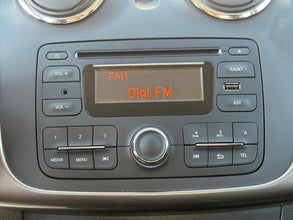 FM1
Digi FM
VOL +
RADIO
VOL −
AST
1 2 3
4 5 6
MEDIA MENU
TEL